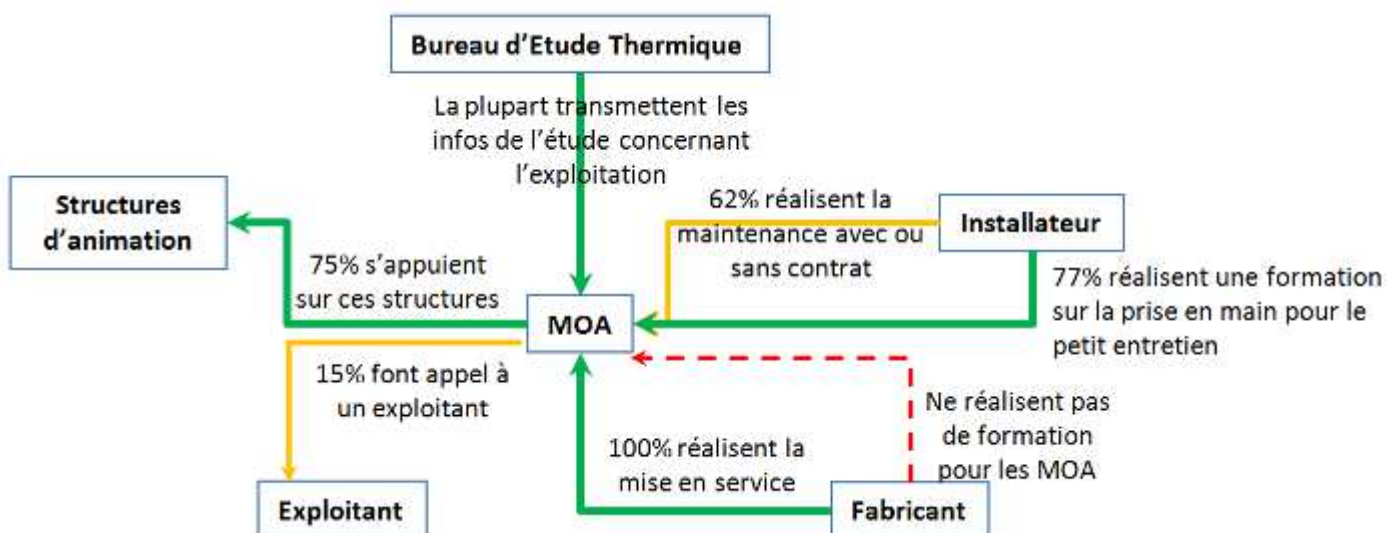 Bureau d'Etude Thermique
La plupart transmettent les
infos de l'étude concernant
l'exploitation
Structures
d'animation
62% réalisent la
maintenance avec ou
sans contrat
Installateur
75% s'appuient
sur ces structures
77% réalisent une formation
sur la prise en main pour le
petit entretien
MOA
15% font appel à
un exploitant
Ne réalisent pas
de formation
pour les MOA
100% réalisent la
mise en service
Exploitant
Fabricant